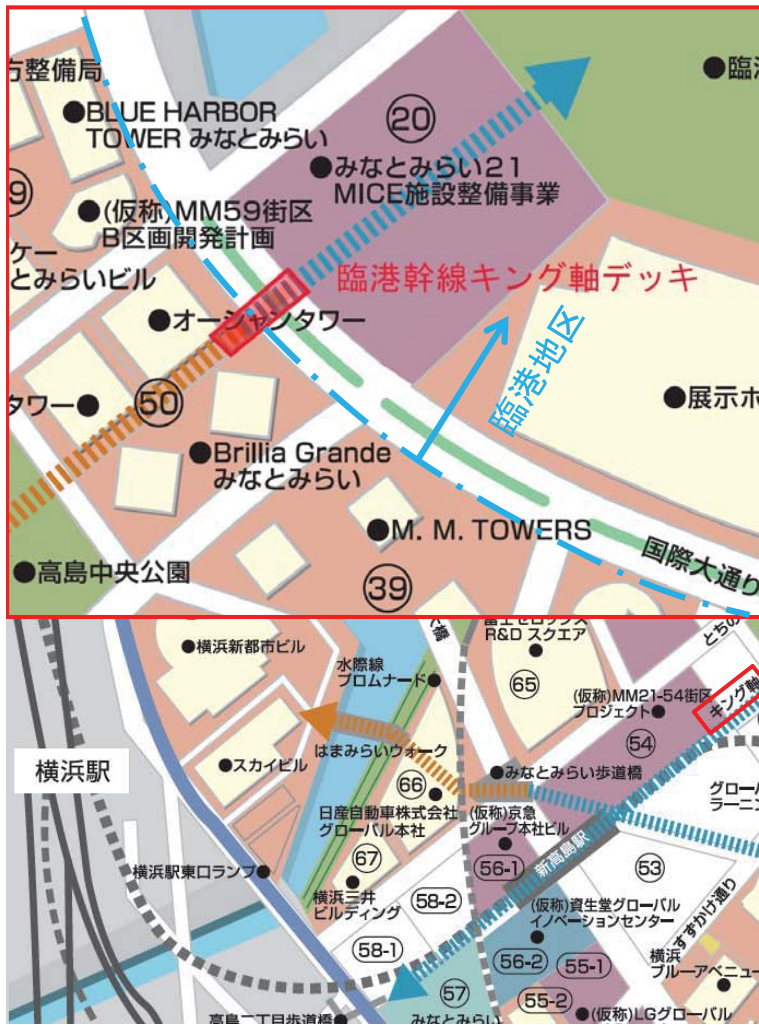 方整備局
●BLUE HARBOR
TOWER みなとみらい
⑳
●臨
●みなとみらい21
MICE施設整備事業
9
●(仮称)MM59街区
B区画開発計画
ケー
とみらいビル
臨港幹線キング軸デッキ
●オーシャンタワー
臨港地区
タワー●
㊿
●展示ホ
●Brillia Grande
みなとみらい
●M. M. TOWERS
国際大通り
●高島中央公園
㊴
富士ゼロックス
R&D スクエア
●横浜新都市ビル
水際線
プロムナード●
とちの
65
(仮称)MM21-54街区
プロジェクト●
キング軸
54
はまみらいウォーク
横浜駅
●スカイビル
●みなとみらい歩道橋
66
日産自動車株式会社
グローバル本社
(仮称)京急
グループ本社ビル
グローバ
ラーニン
新高島駅
横浜駅東口ランプ●
67
56-1
53
横浜三井
ビルディング
58-2
(仮称)資生堂グローバル
イノベーションセンター
すずかけ通り
58-1
56-2
55-1
横浜
ブルーアベニュー
57
55-2
高島二丁目歩道橋●
みなとみらい
●(仮称)LGグローバル